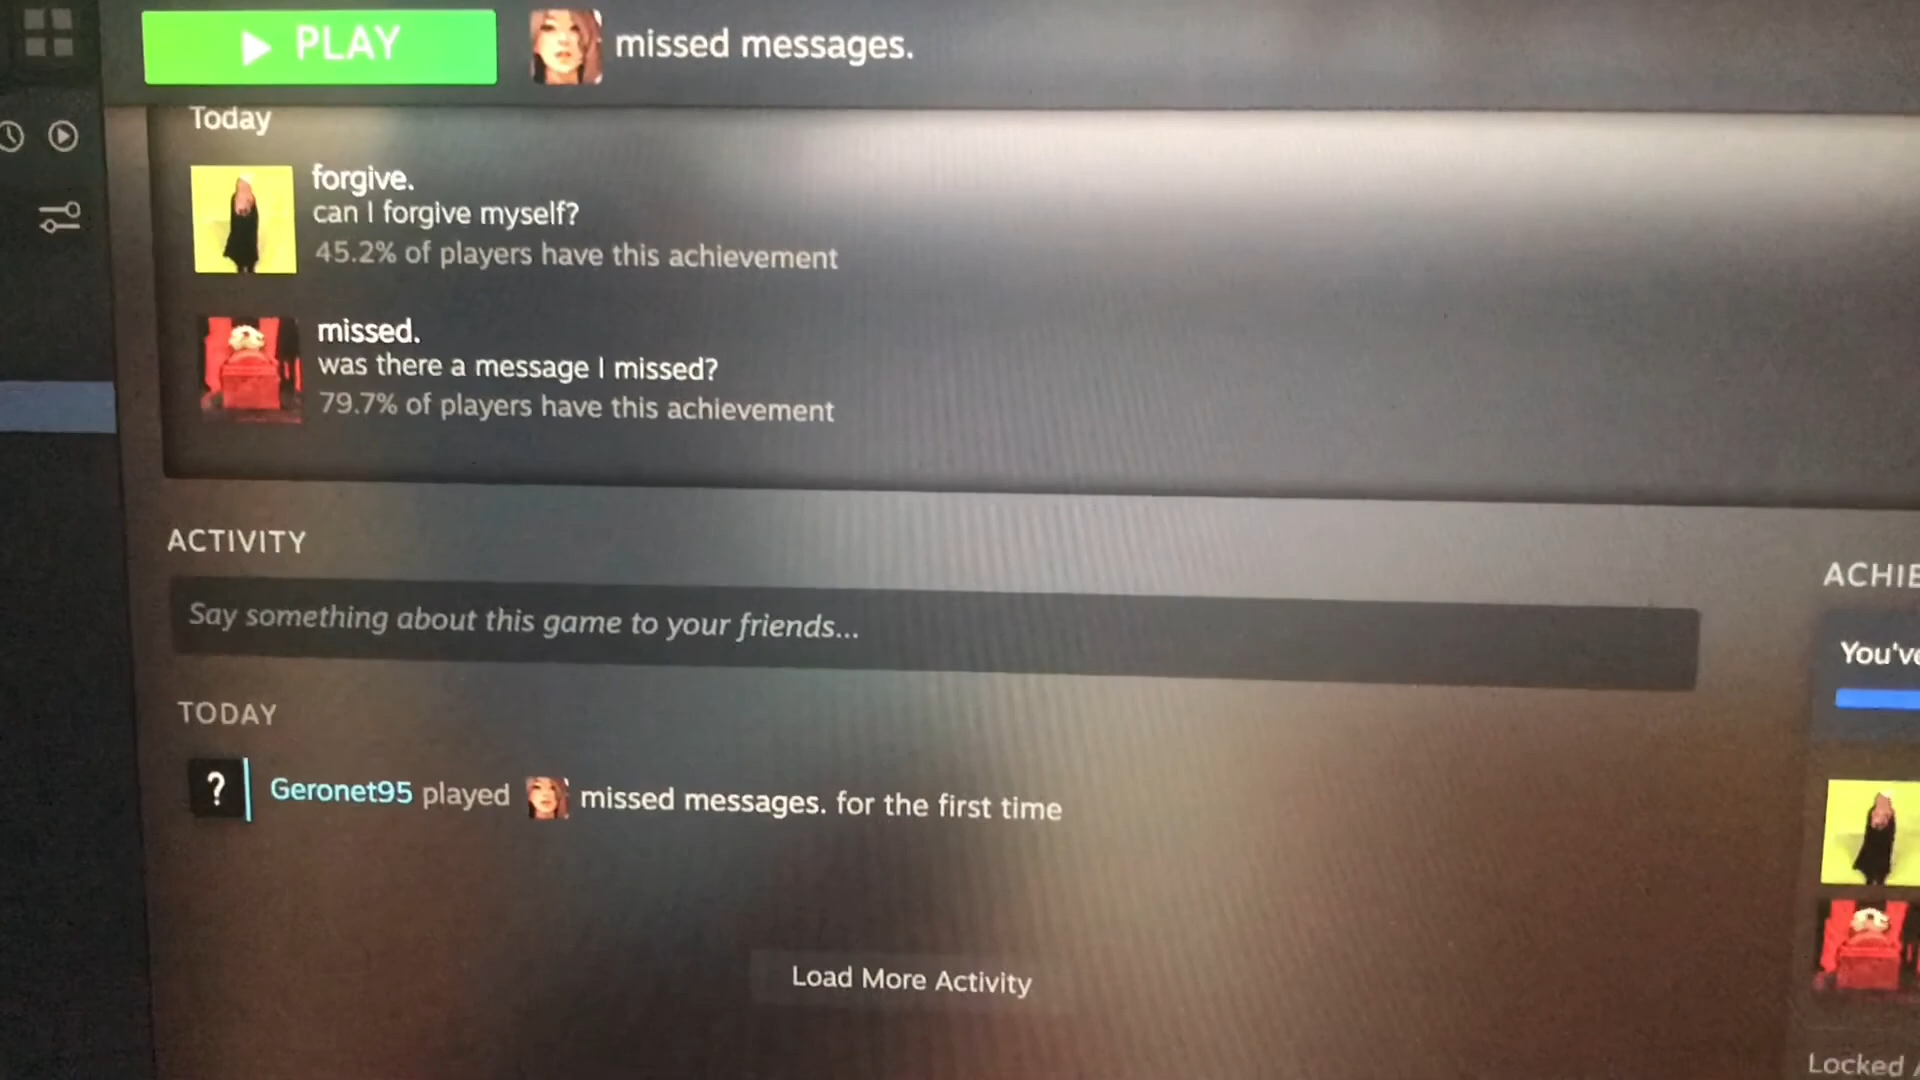 PLAY
missed messages.
Today
forgive.
can I forgive myself?
45.2% of players have this achievement
missed.
was there a message I missed?
79.7% of players have this achievement
ACTIVITY
Say something about this game to your friends...
TODAY
? Geronet95 played missed messages. for the first time
Load More Activity
ACHIE
You've
Locked